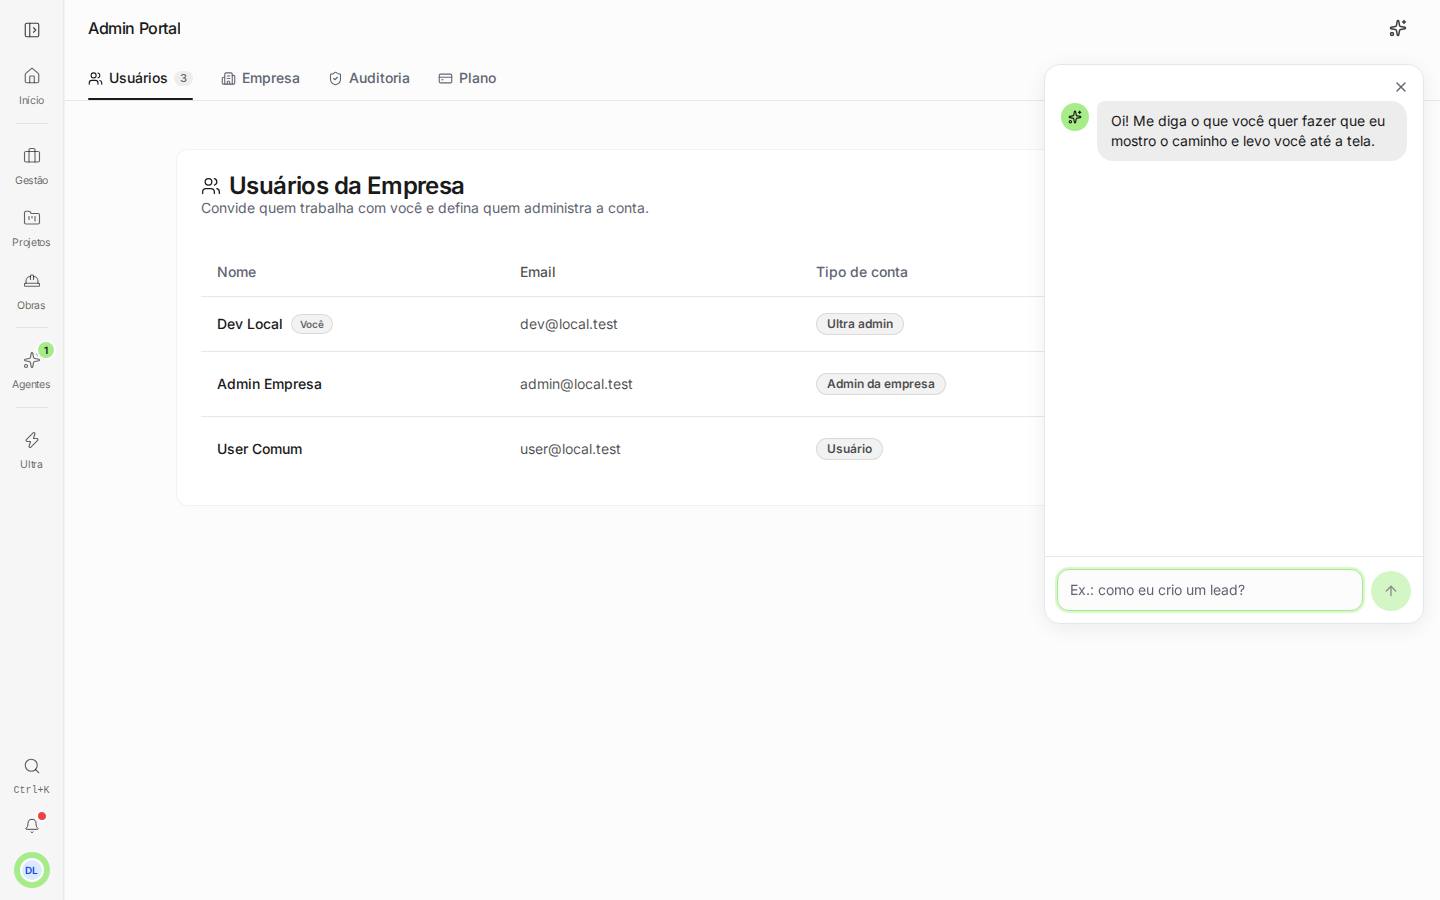 Admin Portal
Início
Gestão
Projetos
Obras
1
Agentes
Ultra
Ctrl+K
DL
Usuários 3
Empresa
Auditoria
Plano
Usuários da Empresa
Convide quem trabalha com você e defina quem administra a conta.
Nome Email Tipo de conta
Dev Local Você dev@local.test Ultra admin
Admin Empresa admin@local.test Admin da empresa
User Comum user@local.test Usuário
Oi! Me diga o que você quer fazer que eu
mostro o caminho e levo você até a tela.
Ex.: como eu crio um lead?